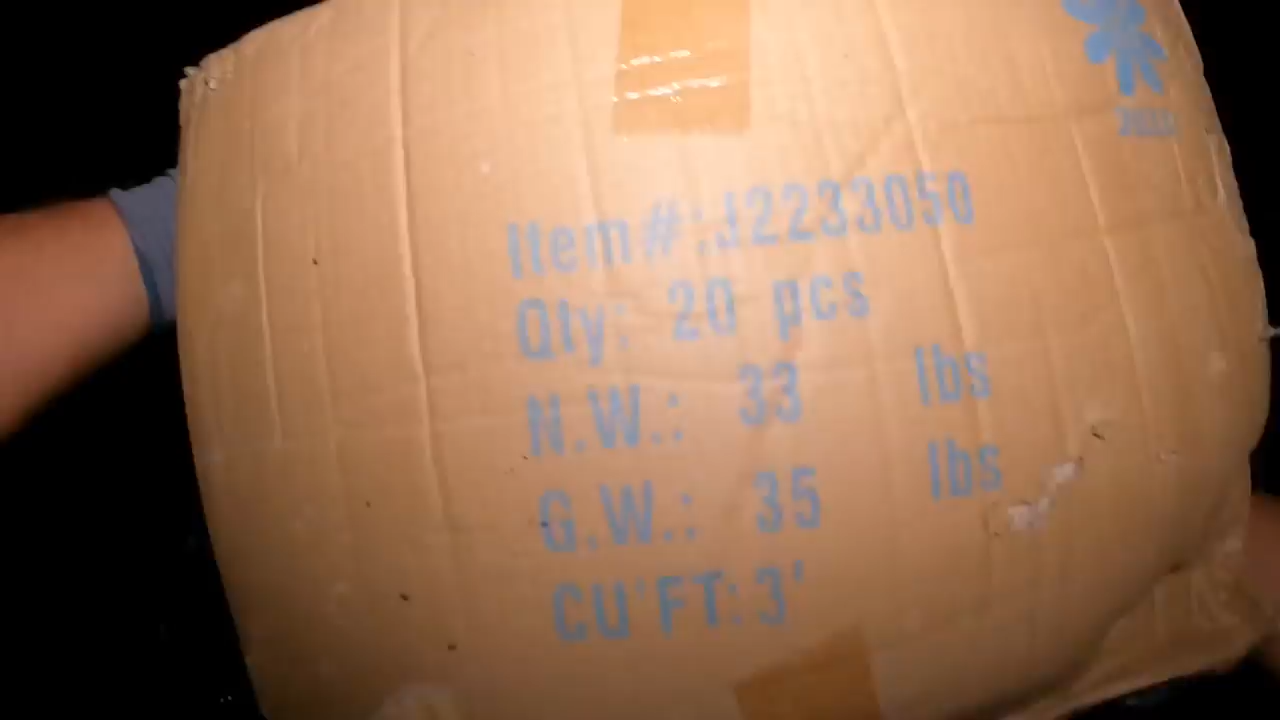 Item#:J2233050
Qty: 20 pcs
N.W.: 33 lbs
G.W.: 35 lbs
CU'FT:3'